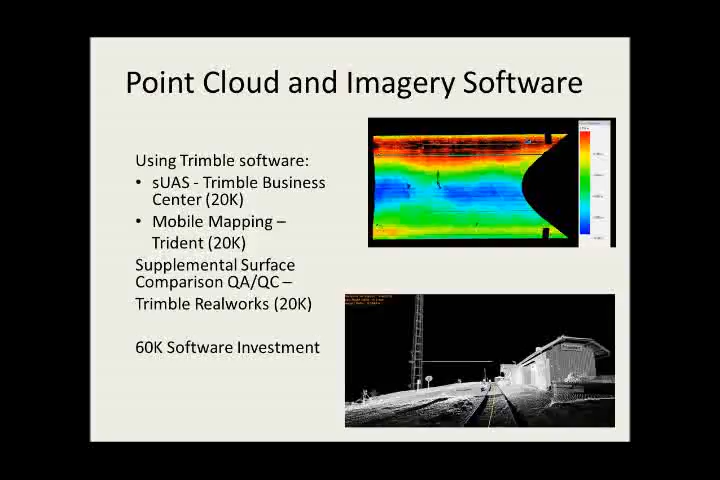 Point Cloud and Imagery Software
Using Trimble software:
• sUAS - Trimble Business
Center (20K)
• Mobile Mapping –
Trident (20K)
Supplemental Surface
Comparison QA/QC –
Trimble Realworks (20K)
60K Software Investment